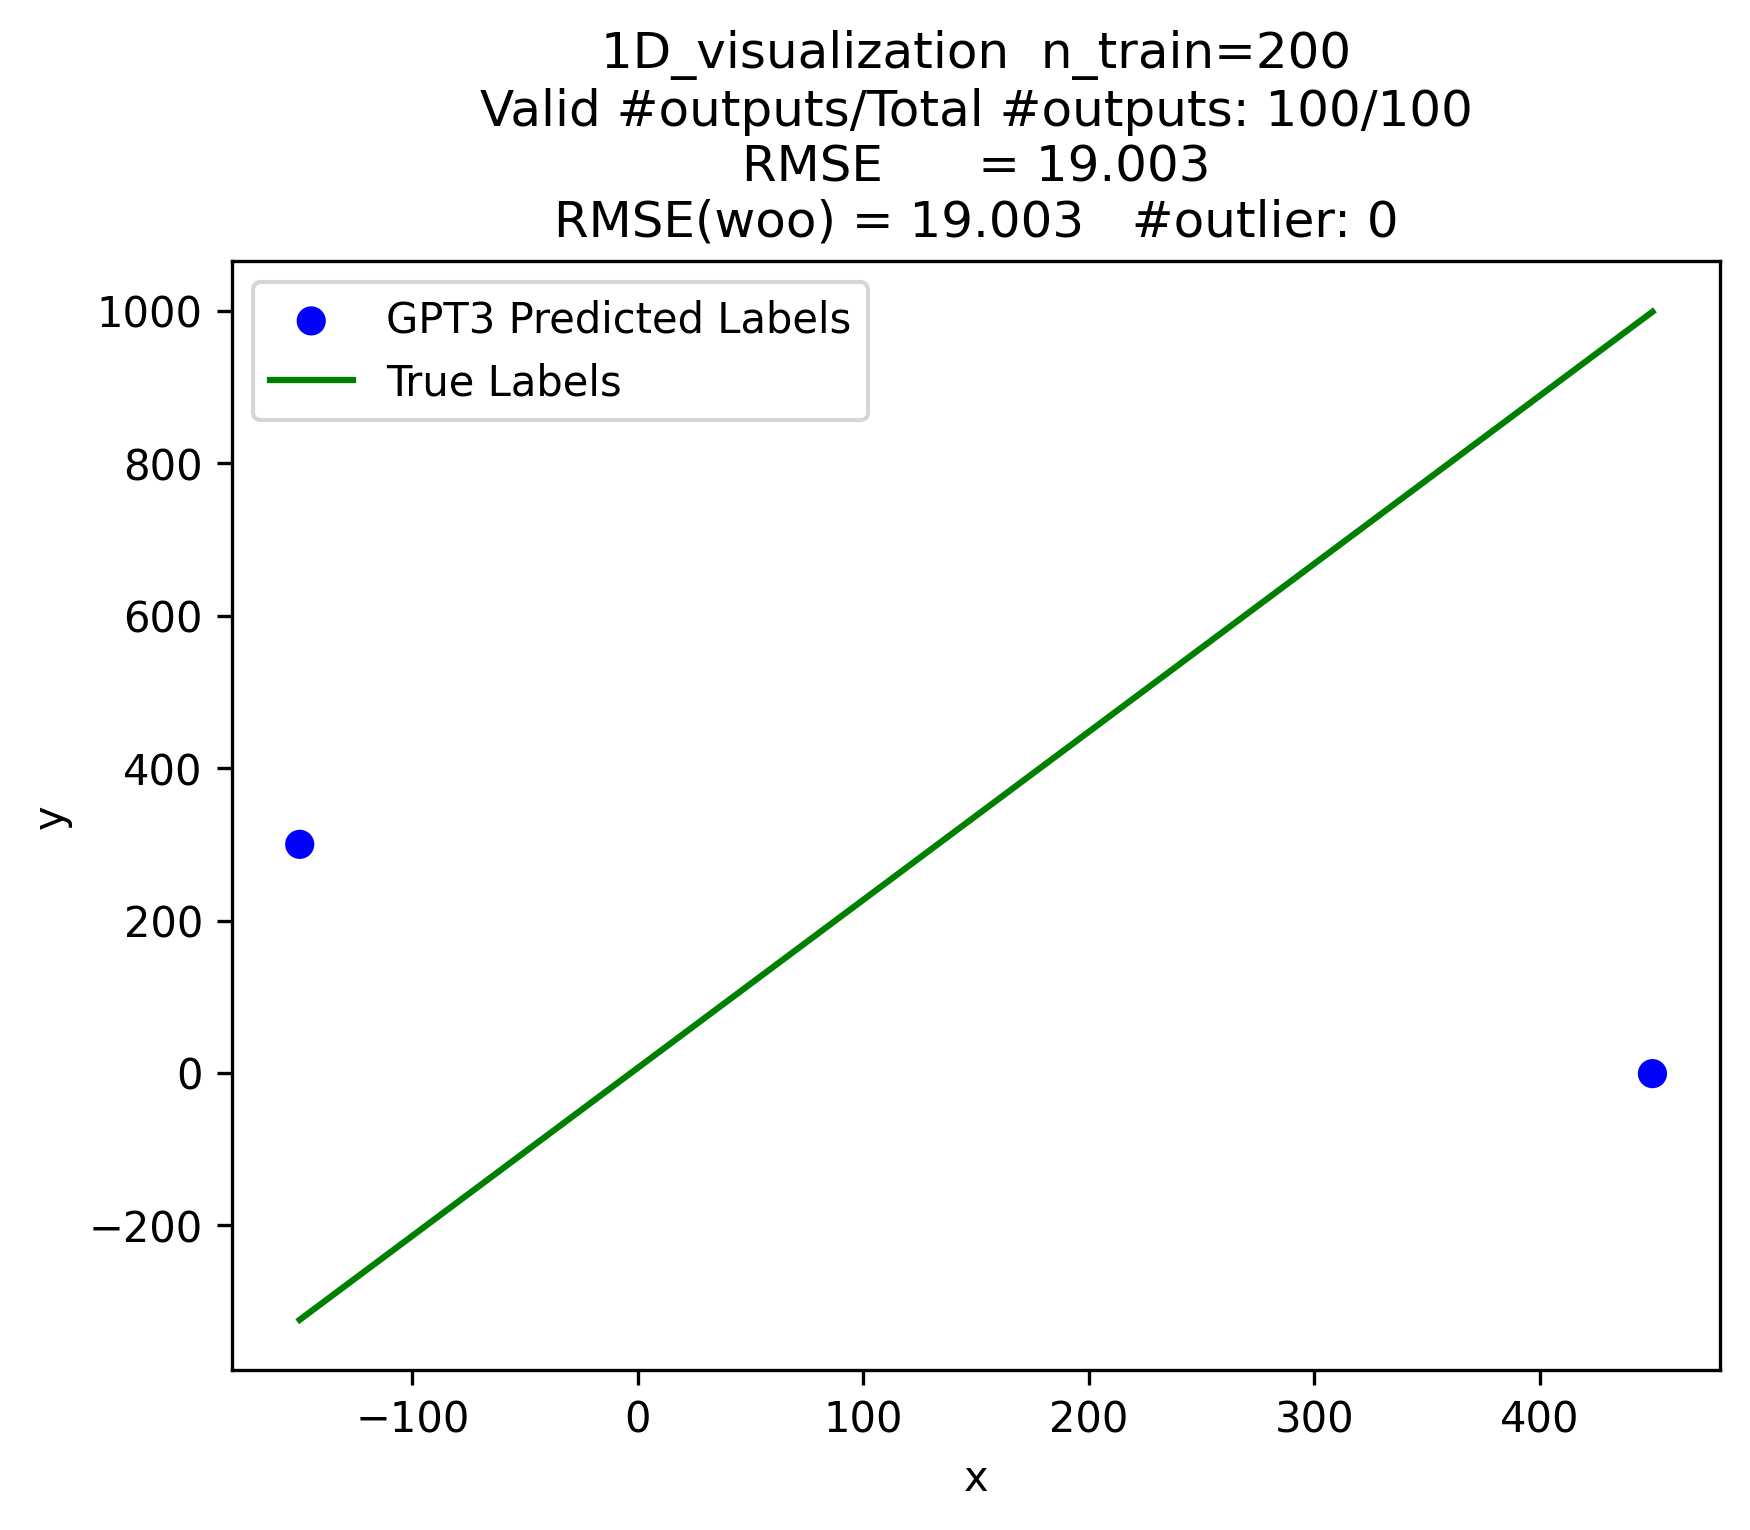 1D_visualization  n_train=200
Valid #outputs/Total #outputs: 100/100
RMSE      = 19.003
RMSE(woo) = 19.003   #outlier: 0
GPT3 Predicted Labels
True Labels
1000
800
600
400
200
0
−200
y
−100
0
100
200
300
400
x